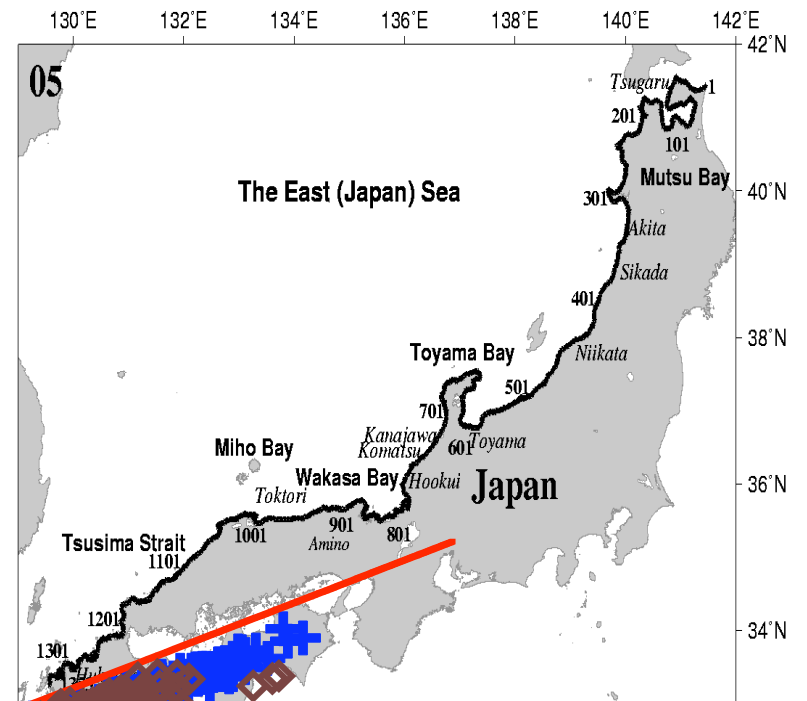 130°E 132°E 134°E 136°E 138°E 140°E 142°E
42°N
05
Tsugaru
1
201
101
Mutsu Bay
The East (Japan) Sea
40°N
301
Akita
Sikada
401
38°N
Toyama Bay
Niikata
501
701
Kanajawa
601
Toyama
Komatsu
Miho Bay
Wakasa Bay
Hookui
Japan
36°N
Toktori
901
801
1001
Amino
Tsusima Strait
1101
1201
34°N
1301